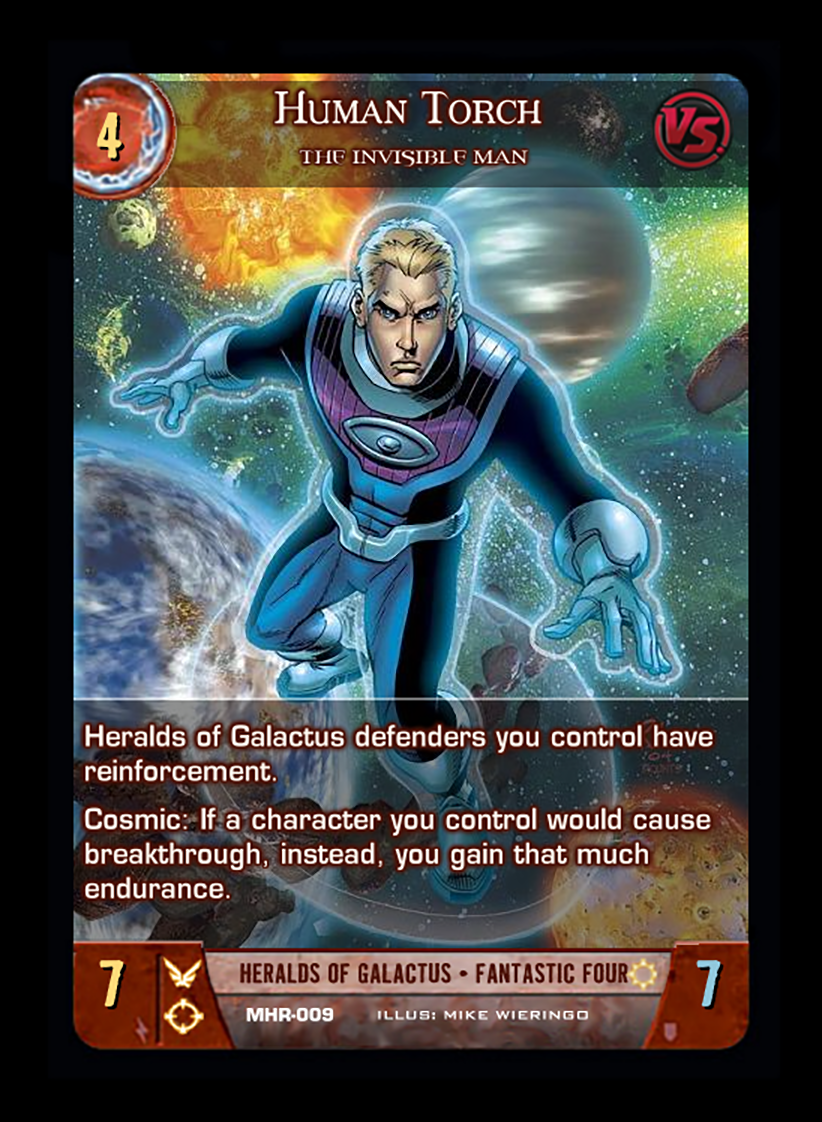 4
HUMAN TORCH
VS.
THE INVISIBLE MAN
Heralds of Galactus defenders you control have
reinforcement.
Cosmic: If a character you control would cause
breakthrough, instead, you gain that much
endurance.
7
HERALDS OF GALACTUS • FANTASTIC FOUR
7
MHR-009 ILLUS: MIKE WIERINGO